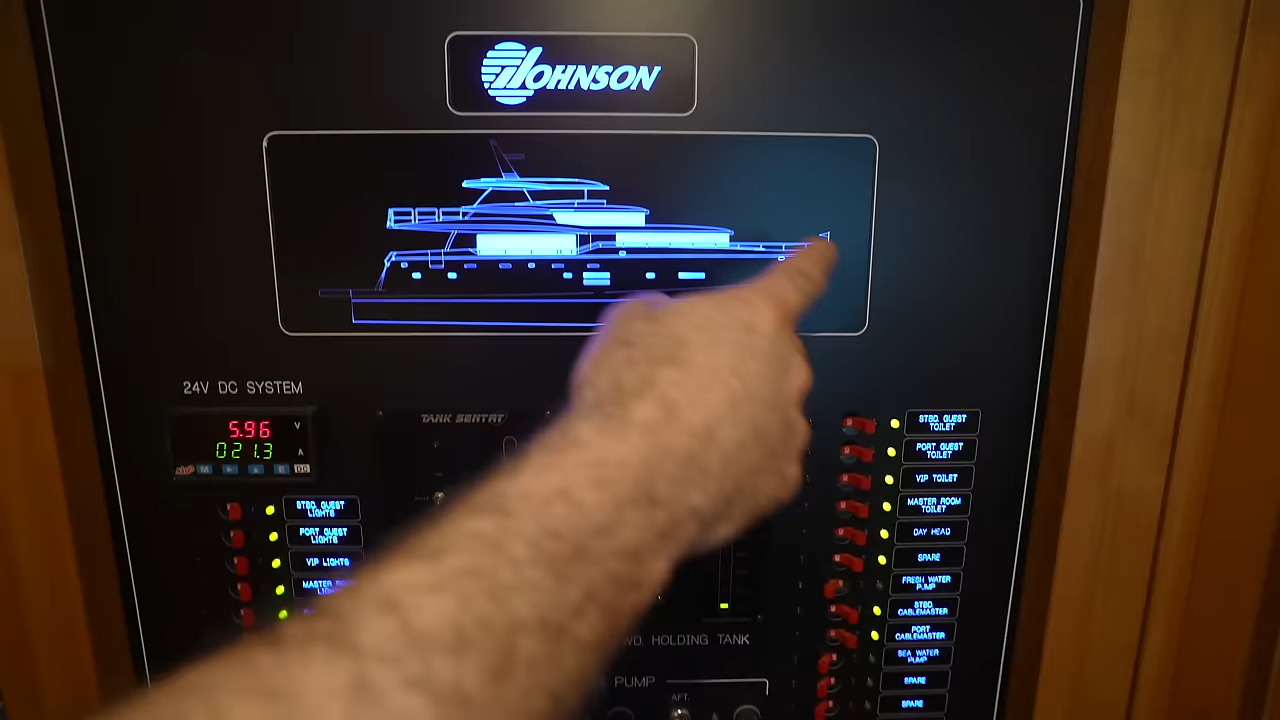 JOHNSON
24V DC SYSTEM
5.96 V
021.3 A
M
E
DC
TANK SENTRY
STBD. GUEST
LIGHTS
PORT GUEST
LIGHTS
VIP LIGHTS
MASTER
HOLDING TANK
PUMP
AFT.
STBD. GUEST
TOILET
PORT GUEST
TOILET
VIP TOILET
MASTER ROOM
TOILET
DAY HEAD
SPARE
FRESH WATER
PUMP
STBD.
CABLEMASTER
PORT
CABLEMASTER
SEA WATER
PUMP
SPARE
SPARE